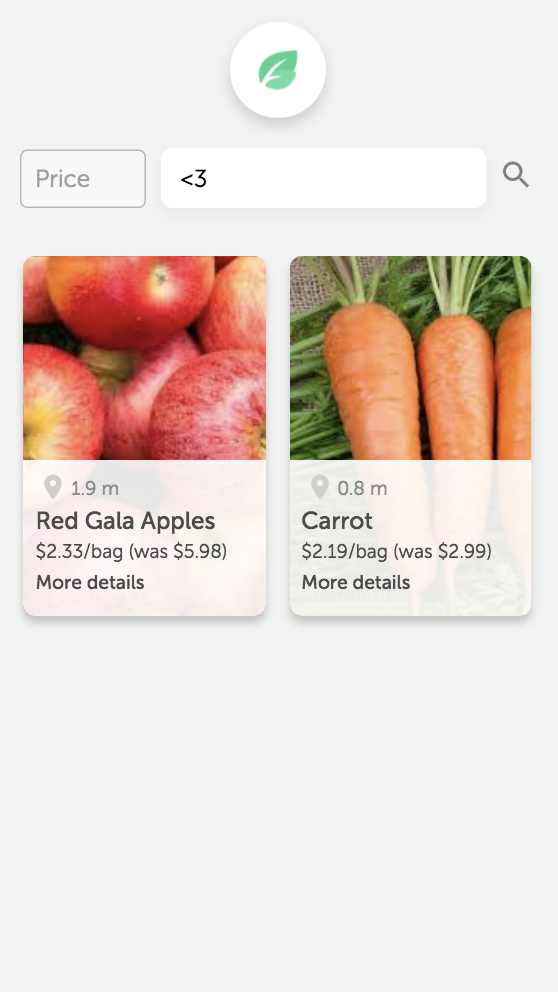 Price
<3
1.9 m
Red Gala Apples
$2.33/bag (was $5.98)
More details
0.8 m
Carrot
$2.19/bag (was $2.99)
More details